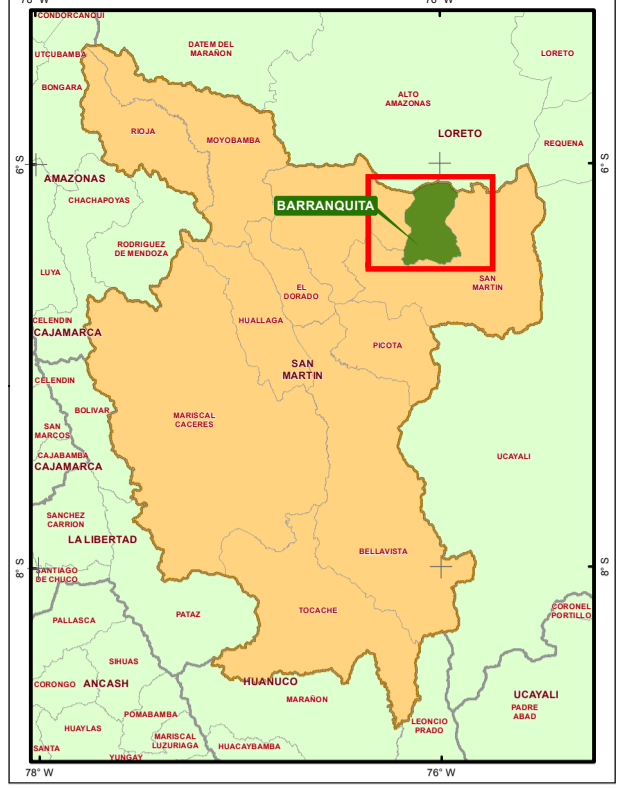 78° W
76° W
CONDORCANQUI
DATEM DEL
MARAÑON
UTCUBAMBA
LORETO
BONGARA
ALTO
AMAZONAS
RIOJA
MOYOBAMBA
LORETO
REQUENA
6° S
6° S
AMAZONAS
CHACHAPOYAS
BARRANQUITA
RODRIGUEZ
DE MENDOZA
LUYA
SAN
MARTIN
EL
DORADO
CELENDIN
HUALLAGA
CAJAMARCA
PICOTA
SAN
MARTIN
CELENDIN
BOLIVAR
MARISCAL
CACERES
SAN
MARCOS
CAJABAMBA
UCAYALI
CAJAMARCA
SANCHEZ
CARRION
LA LIBERTAD
BELLAVISTA
8° S
8° S
SANTIAGO
DE CHUCO
CORONEL
PORTILLO
PALLASCA
PATAZ
TOCACHE
SIHUAS
CORONGO
ANCASH
HUANUCO
MARAÑON
UCAYALI
PADRE
ABAD
POMABAMBA
LEONCIO
PRADO
HUAYLAS
MARISCAL
LUZURIAGA
HUACAYBAMBA
SANTA
YUNGAY
78° W
76° W